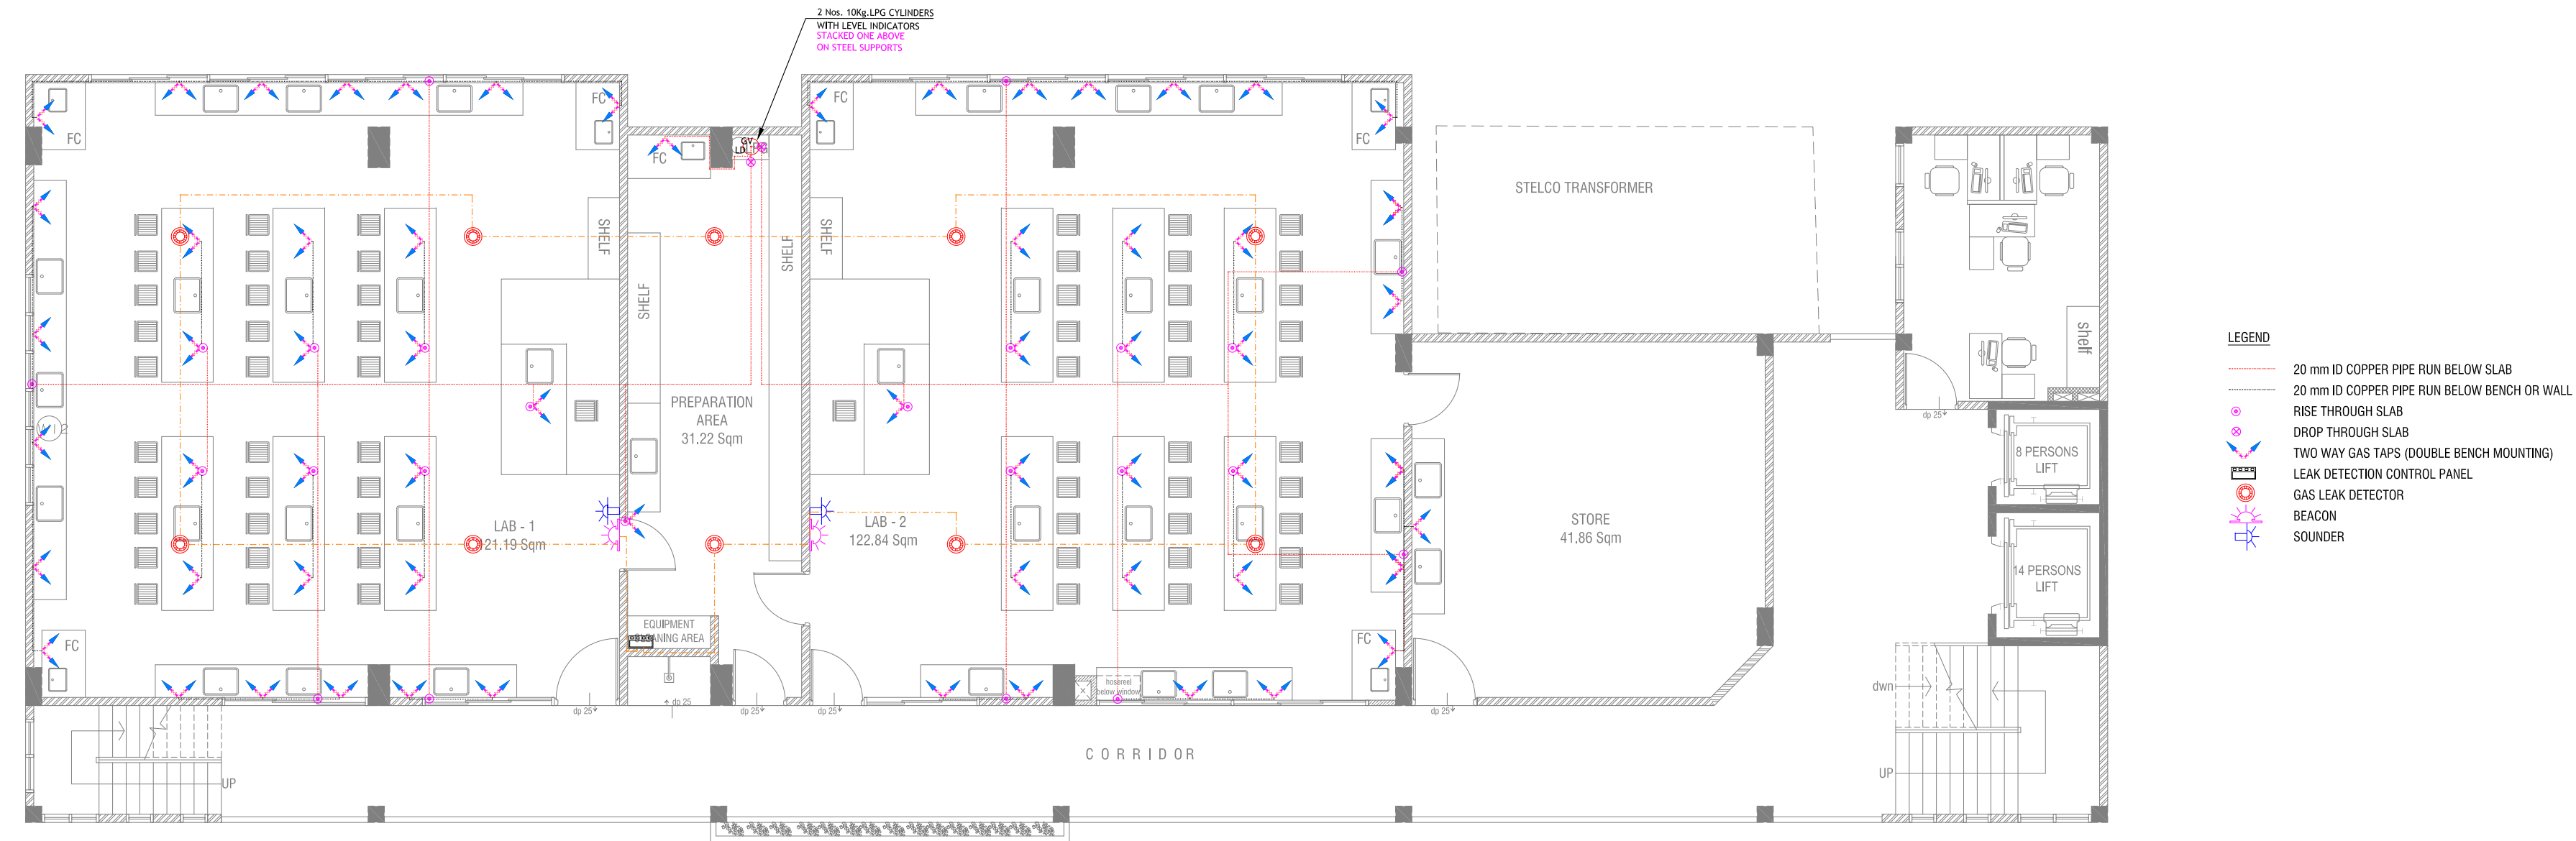 2 Nos. 10Kg.LPG CYLINDERS
WITH LEVEL INDICATORS
STACKED ONE ABOVE
ON STEEL SUPPORTS
FC
FC
FC
FC
FC
GV
LD
SHELF
SHELF
SHELF
SHELF
STELCO TRANSFORMER
shelf
PREPARATION
AREA
31.22 Sqm
LAB - 1
121.19 Sqm
LAB - 2
122.84 Sqm
STORE
41.86 Sqm
dp 25
8 PERSONS
LIFT
14 PERSONS
LIFT
EQUIPMENT
FC
FC
hosereel
below window
dp 25
dp 25
dp 25
dp 25
dp 25
dwn
UP
UP
CORRIDOR
LEGEND
20 mm ID COPPER PIPE RUN BELOW SLAB
20 mm ID COPPER PIPE RUN BELOW BENCH OR WALL
RISE THROUGH SLAB
DROP THROUGH SLAB
TWO WAY GAS TAPS (DOUBLE BENCH MOUNTING)
LEAK DETECTION CONTROL PANEL
GAS LEAK DETECTOR
BEACON
SOUNDER